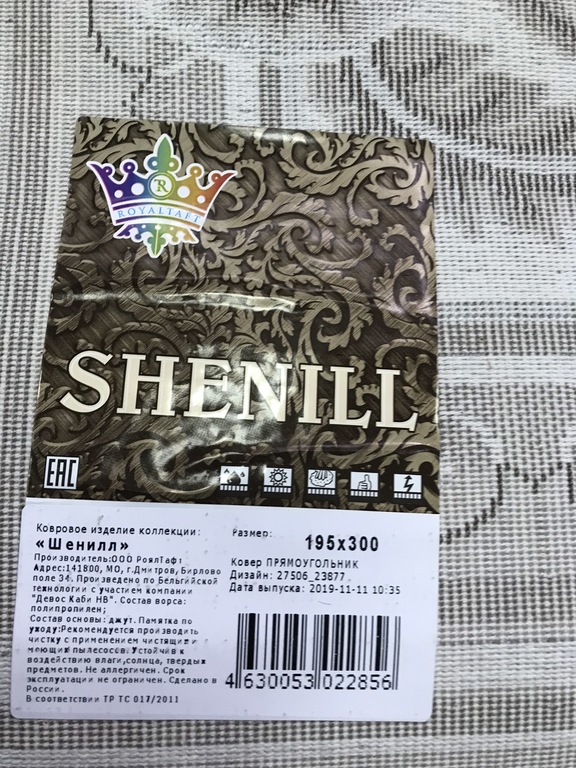 R
ROYALTAFT
SHENILL
EAC
Ковровое изделие коллекции:
«Шенилл»
Производитель:ООО РоялТафт
Адрес:141800, МО, г.Дмитров, Бирлово
поле 34. Произведено по Бельгийской
технологии с участием компании
"Девос Каби НВ". Состав ворса:
полипропилен;
Состав основы: джут. Памятка по
уходу:Рекомендуется производить
чистку с применением чистящих и
моющих пылесосов. Устойчив к
воздействию влаги,солнца, твердых
предметов. Не аллергичен. Срок
эксплуатации не ограничен. Сделано в
России.
В соответствии ТР ТС 017/2011
Размер: 195x300
Ковер ПРЯМОУГОЛЬНИК
Дизайн: 27506_23877
Дата выпуска: 2019-11-11 10:35
4 630053 022856